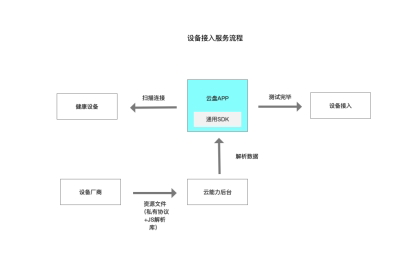 设备接入服务流程
健康设备
扫描连接
云盘APP
通用SDK
测试完毕
设备接入
解析数据
设备厂商
资源文件
(私有协议
+JS解析
库)
云能力后台